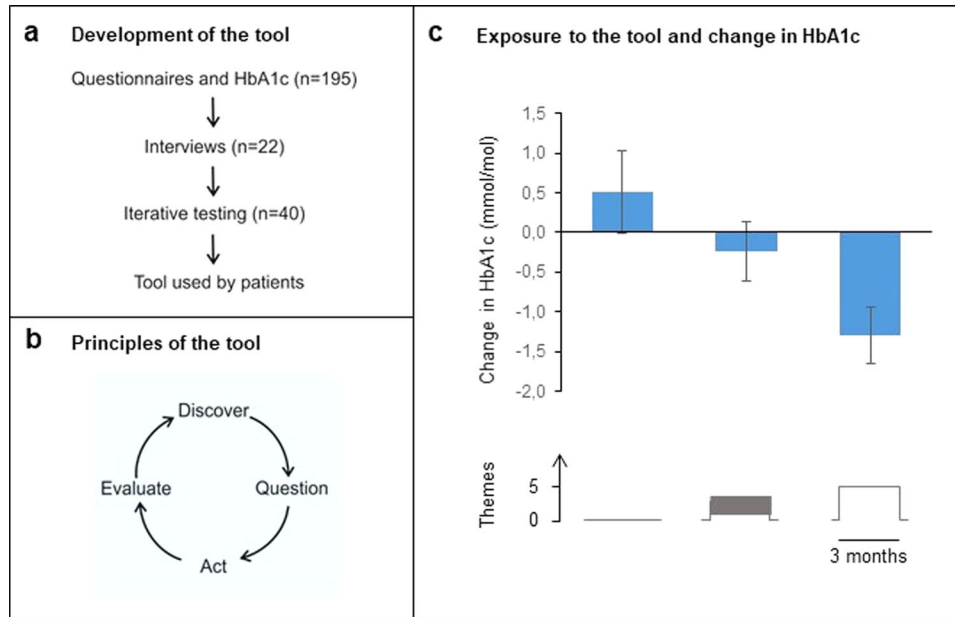 a Development of the tool
Questionnaires and HbA1c (n=195)
Interviews (n=22)
Iterative testing (n=40)
Tool used by patients
b Principles of the tool
Discover
Evaluate
Question
Act
c Exposure to the tool and change in HbA1c
Change in HbA1c (mmol/mol)
1,5
1,0
0,5
0,0
-0,5
-1,0
-1,5
-2,0
Themes
5
0
3 months